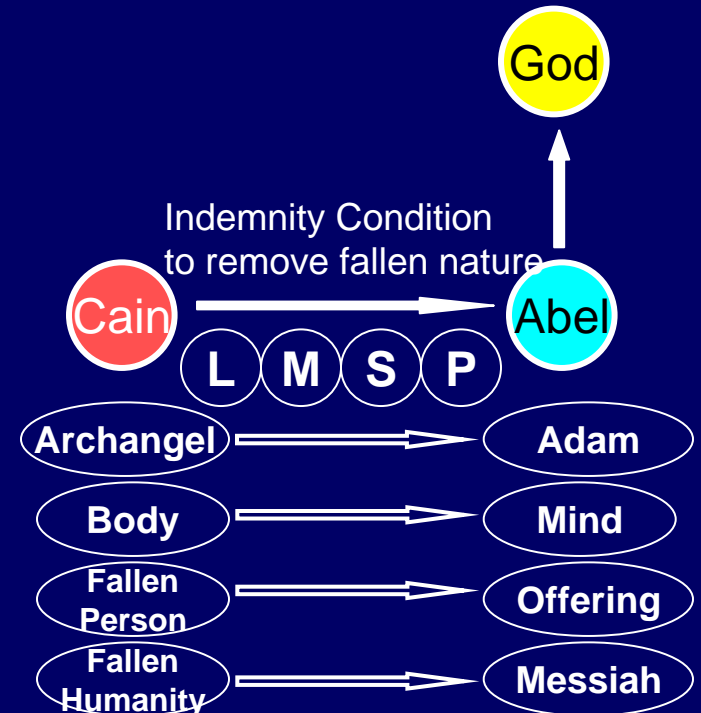 God
Indemnity Condition
to remove fallen nature
Cain
Abel
L M S P
Archangel
Adam
Body
Mind
Fallen
Person
Offering
Fallen
Humanity
Messiah